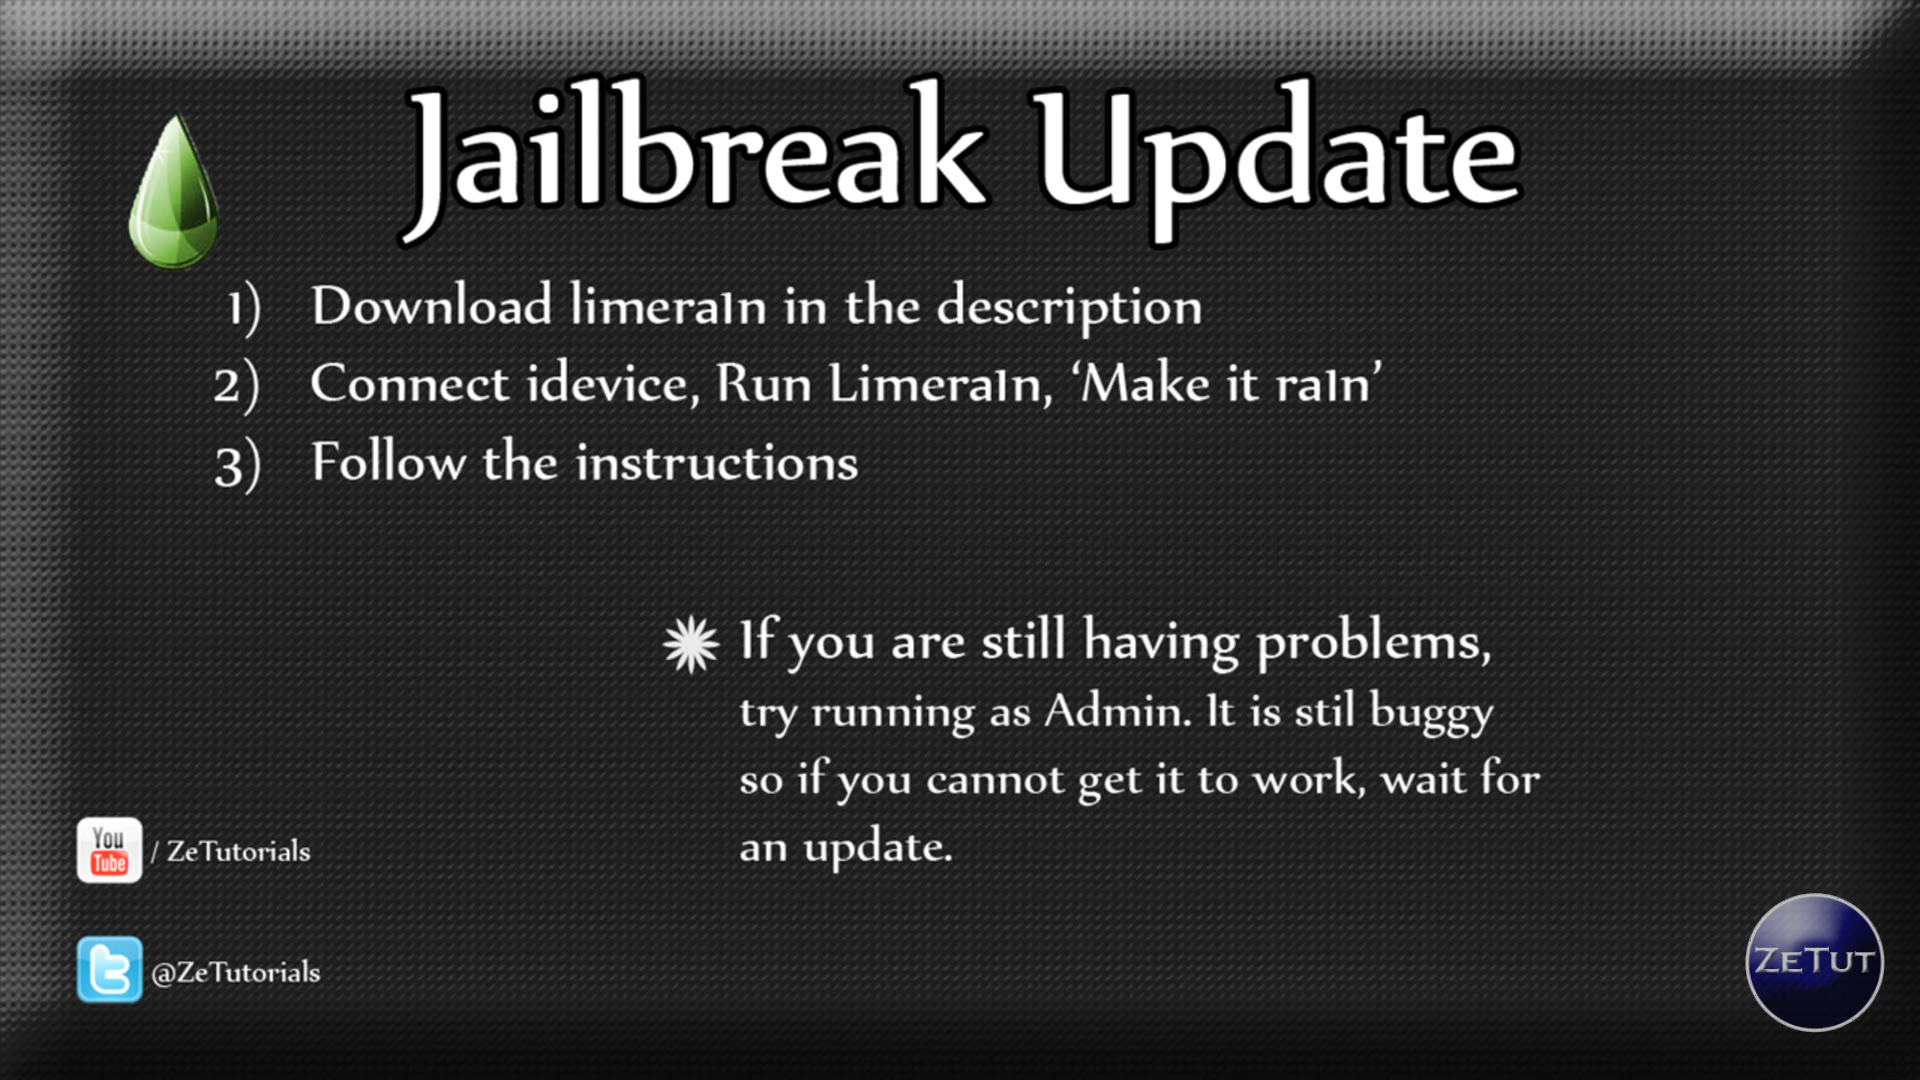 Jailbreak Update
1) Download limera1n in the description
2) Connect idevice, Run Limera1n, ‘Make it ra1n’
3) Follow the instructions
If you are still having problems,
try running as Admin. It is stil buggy
so if you cannot get it to work, wait for
an update.
You
Tube
/ ZeTutorials
@ZeTutorials
ZeTut